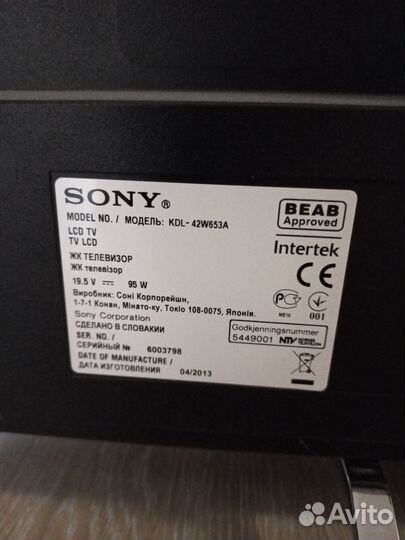 SONY®
MODEL NO. / МОДЕЛЬ: KDL- 42W653A
LCD TV
TV LCD
ЖК ТЕЛЕВИЗОР
ЖК телевізор
19.5 V 95 W
Виробник: Соні Корпорейшн,
1-7-1 Конан, Мінато-ку, Токіо 108-0075, Японія.
Sony Corporation
СДЕЛАНО В СЛОВАКИИ
SER. NO. /
СЕРИЙНЫЙ № 6003798
DATE OF MANUFACTURE /
ДАТА ИЗГОТОВЛЕНИЯ 04/2013
BEAB
Approved
Intertek
CE
ME10
001
Godkjenningsnummer
5449001 NTV
Avito